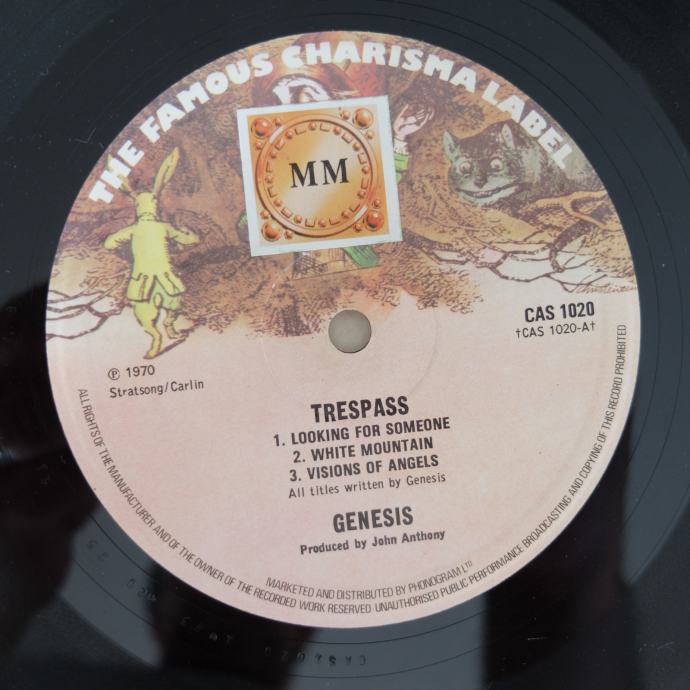 THE FAMOUS CHARISMA LABEL
MM
CAS 1020
†CAS 1020-A†
℗ 1970
Stratsong/Carlin
TRESPASS
1. LOOKING FOR SOMEONE
2. WHITE MOUNTAIN
3. VISIONS OF ANGELS
All titles written by Genesis
GENESIS
Produced by John Anthony
MARKETED AND DISTRIBUTED BY PHONOGRAM LTD
ALL RIGHTS OF THE MANUFACTURER AND OF THE OWNER OF THE RECORDED WORK RESERVED UNAUTHORISED PUBLIC PERFORMANCE BROADCASTING AND COPYING OF THIS RECORD PROHIBITED